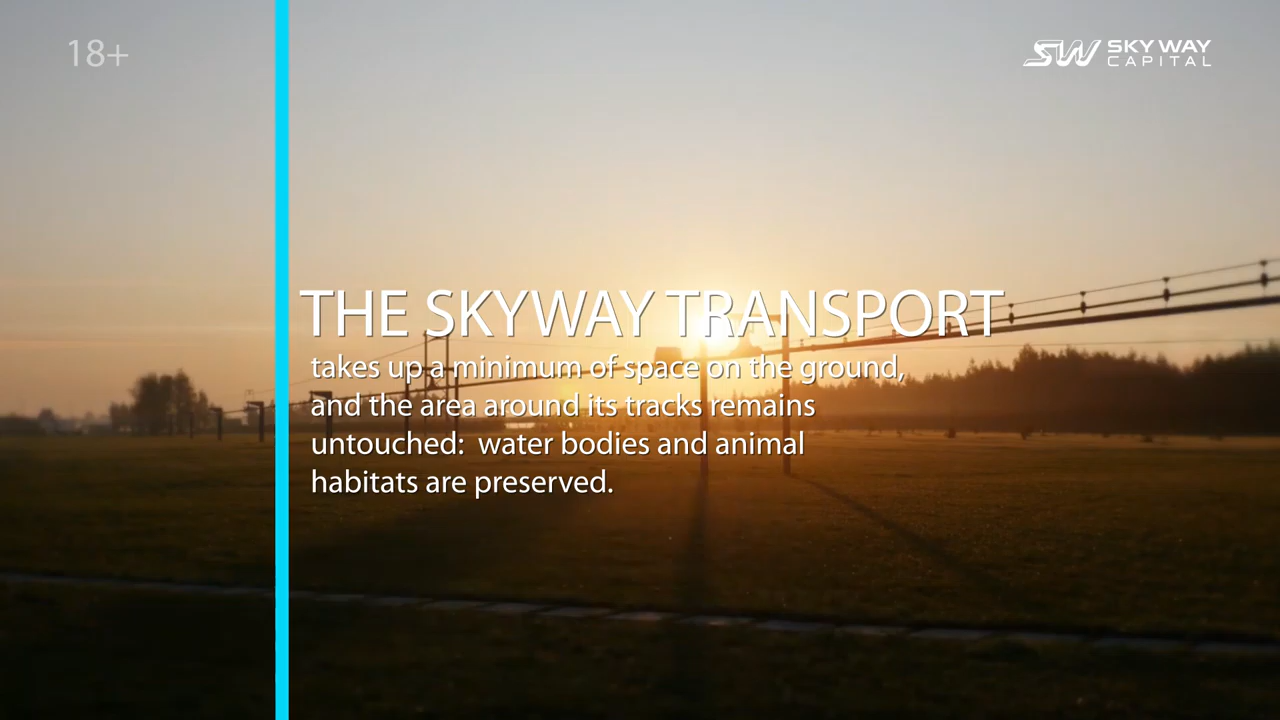 18+
SW SKY WAY
CAPITAL
THE SKYWAY TRANSPORT
takes up a minimum of space on the ground,
and the area around its tracks remains
untouched: water bodies and animal
habitats are preserved.